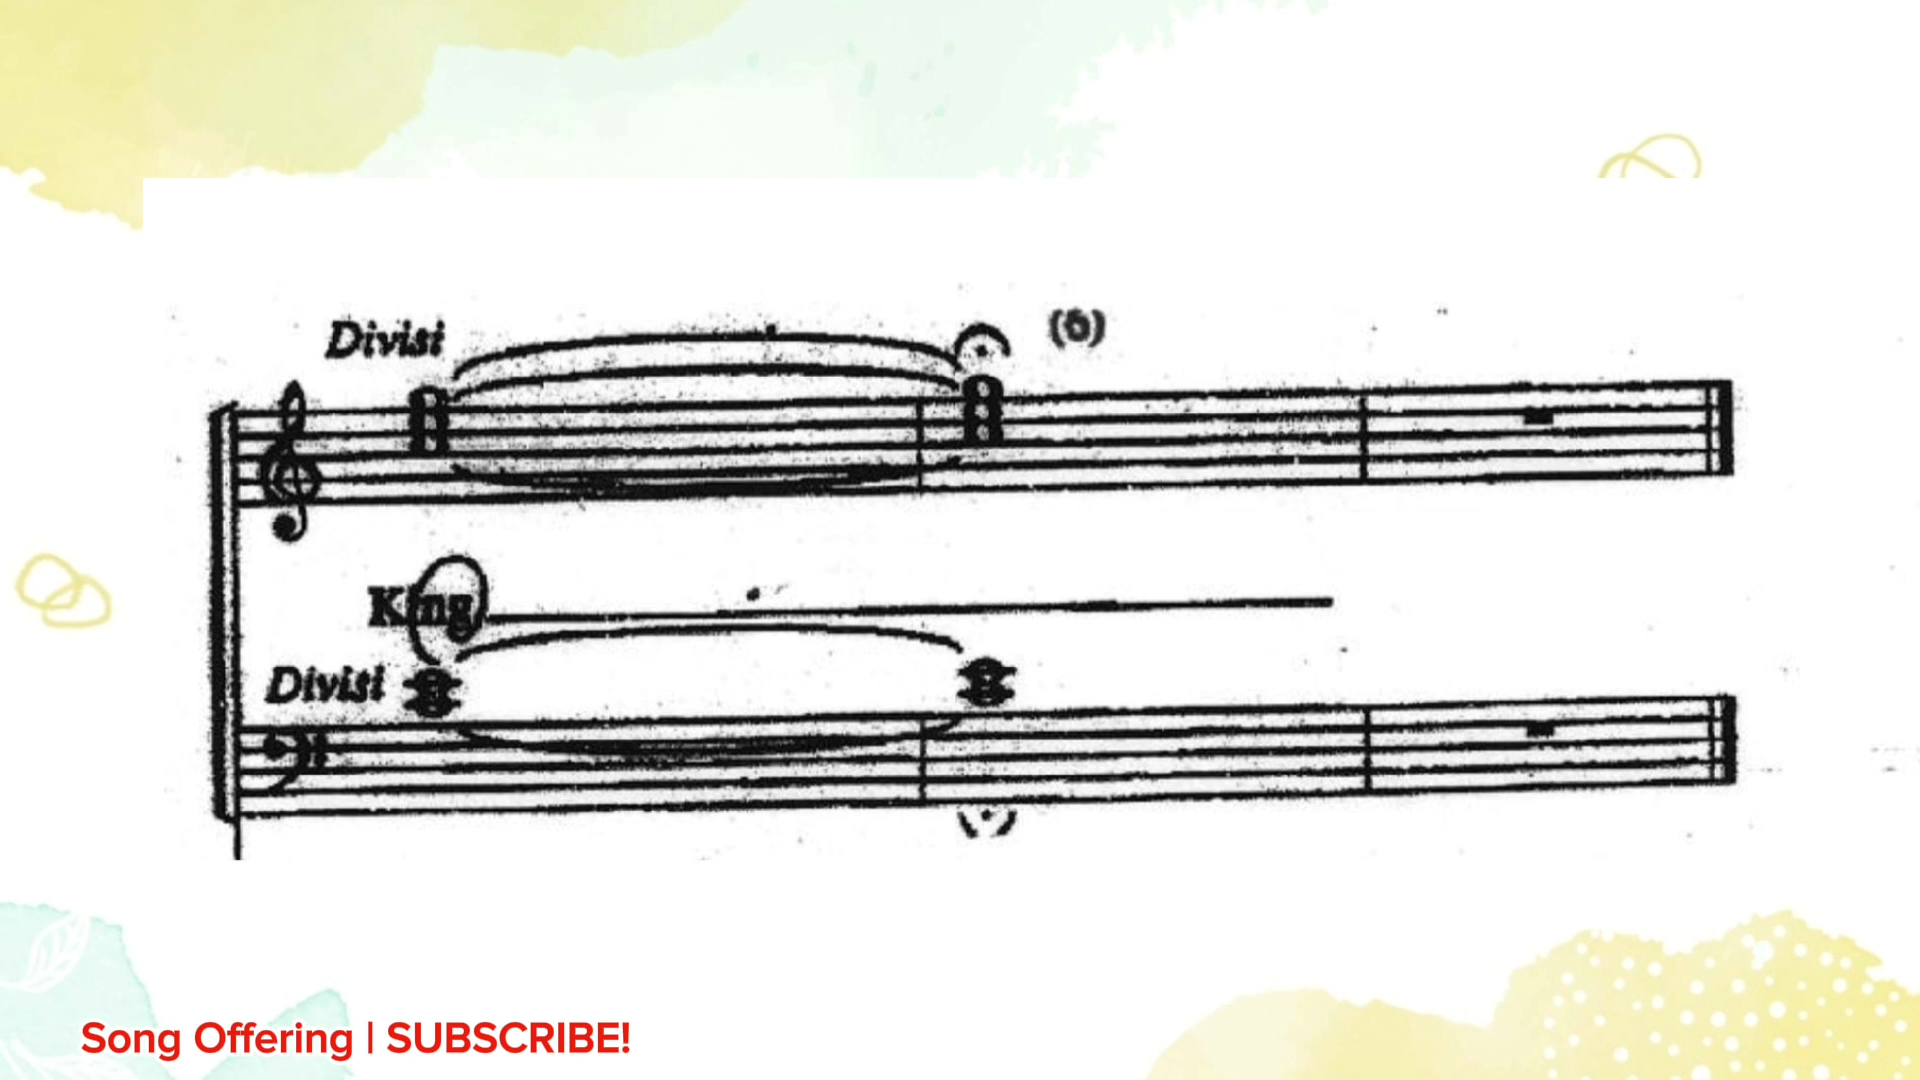 Divisi
(6)
King
Divisi
Song Offering | SUBSCRIBE!